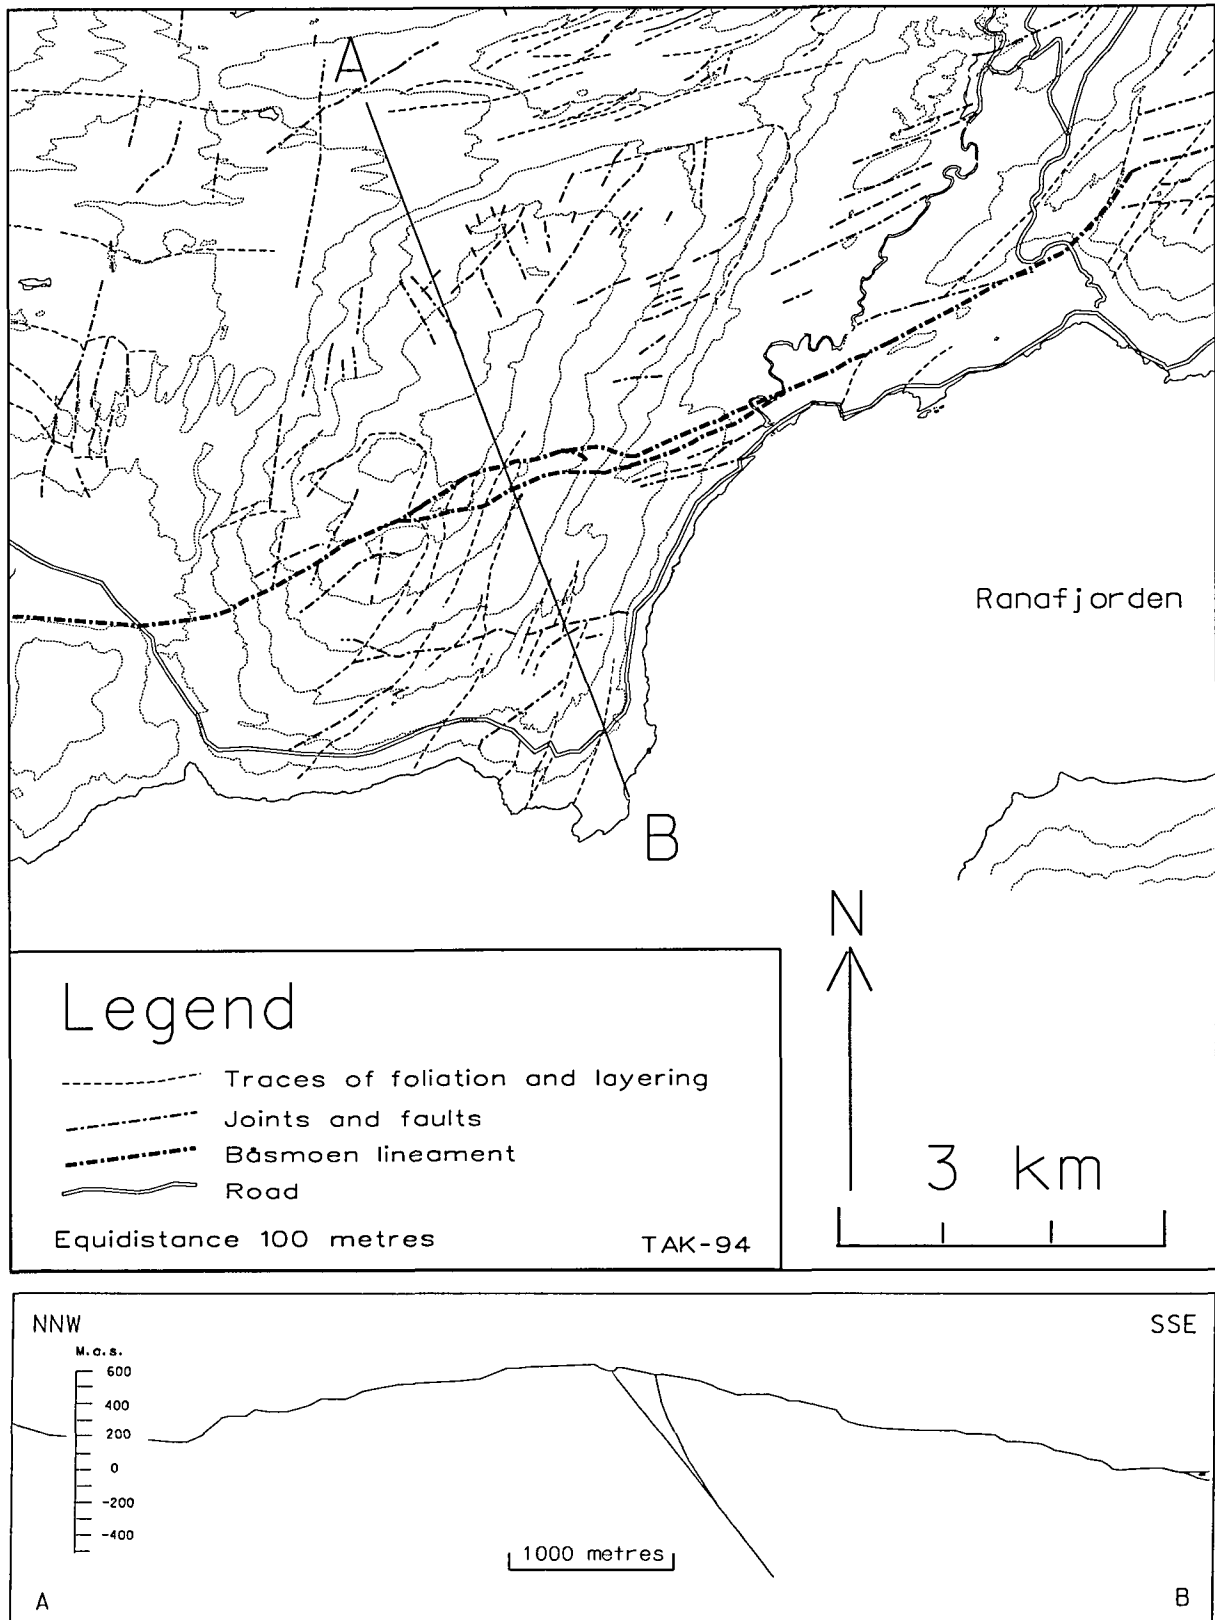 A
Ranafjorden
B
N
Legend
Traces of foliation and layering
Joints and faults
Båsmoen lineament
Road
Equidistance 100 metres TAK-94
3 km
NNW SSE
M.a.s.
600
400
200
0
-200
-400
1000 metres
A B